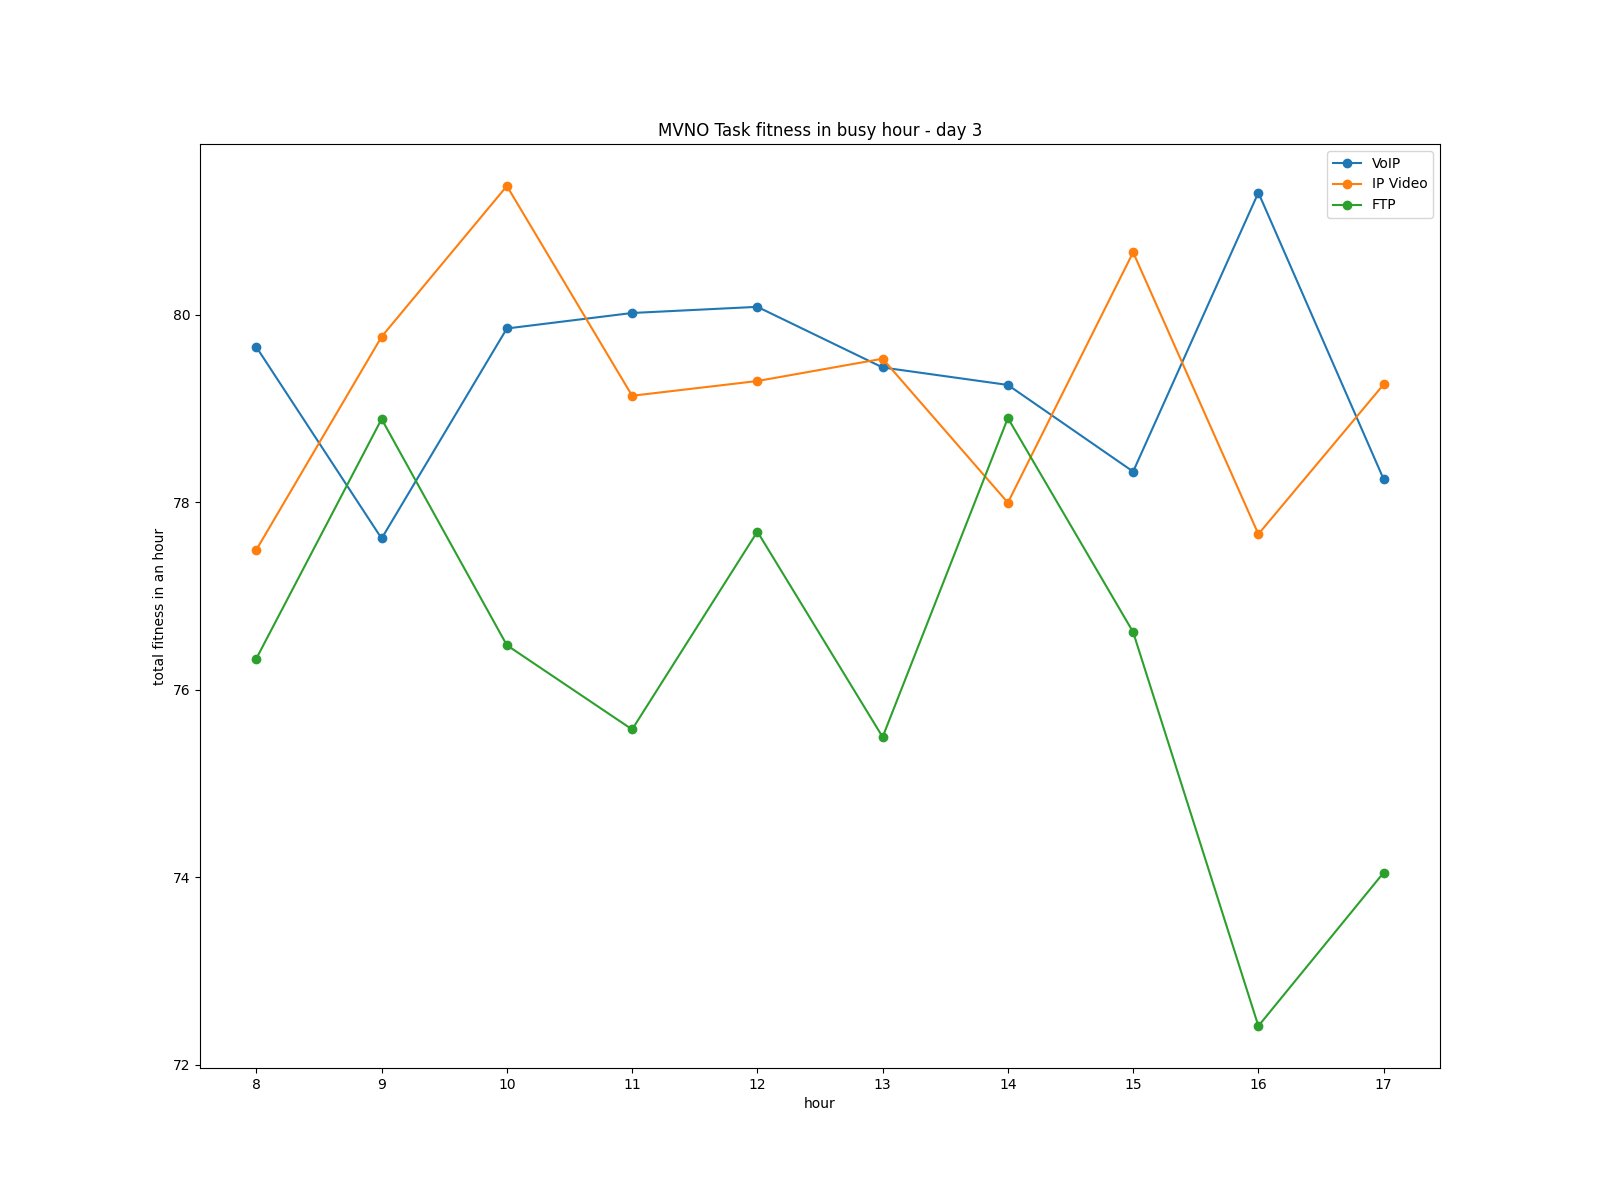 MVNO Task fitness in busy hour - day 3
VoIP
IP Video
FTP
total fitness in an hour
80
78
76
74
72
8 9 10 11 12 13 14 15 16 17
hour